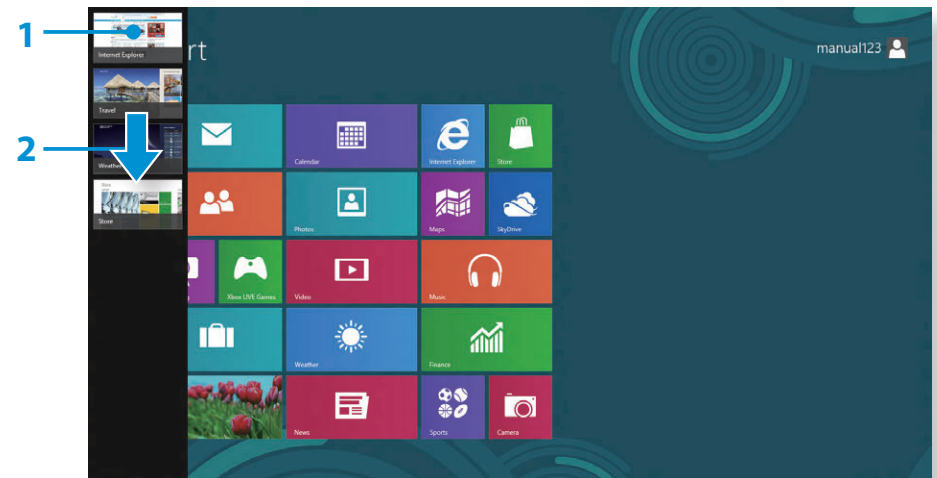 1
Internet Explorer
rt
manual123
Travel
2
Weather
Store
Calendar
Internet Explorer
Store
Photos
Maps
SkyDrive
Xbox LIVE Games
Video
Music
Weather
Finance
News
Sports
Camera